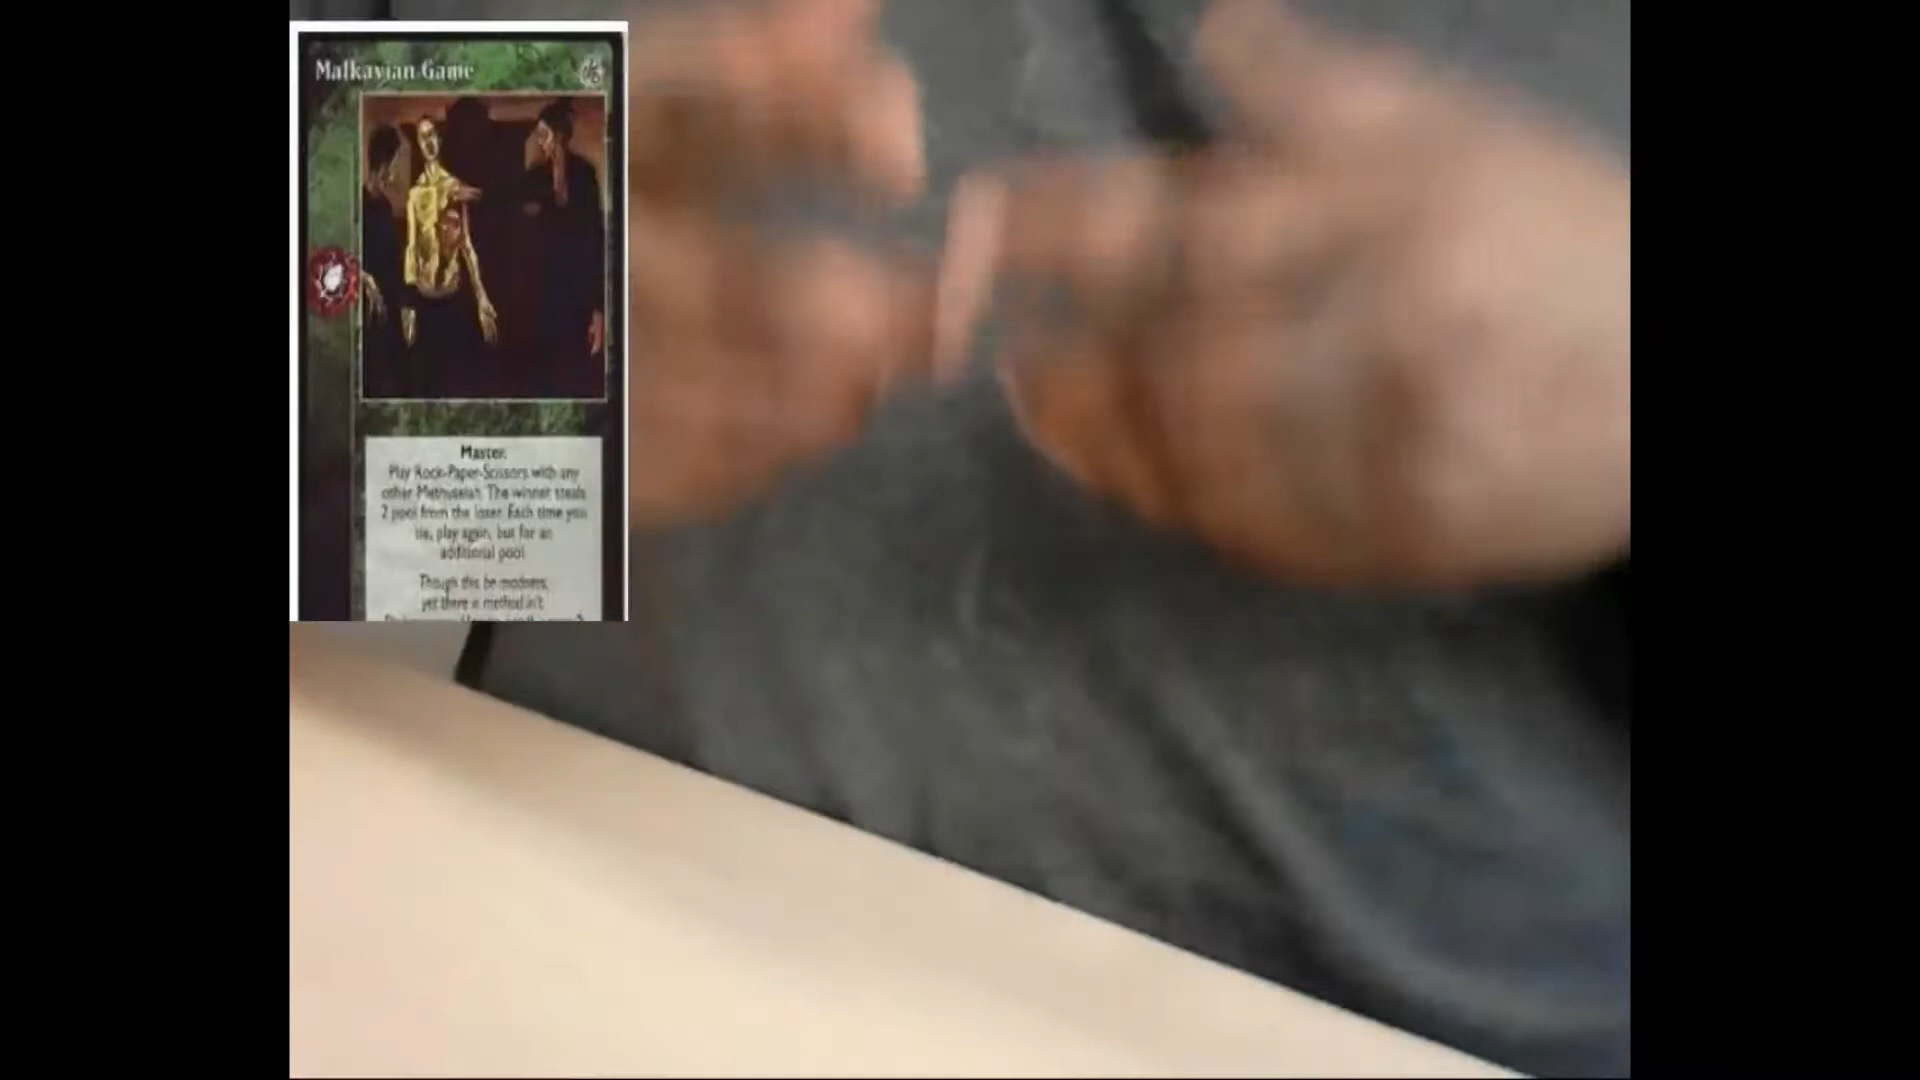 Malkavian Game
Master.
Play Rock-Paper-Scissors with any
other Methuselah. The winner steals
2 pool from the loser. Each time you
tie, play again, but for an
additional pool.
Though this be madness,
yet there is method in't.